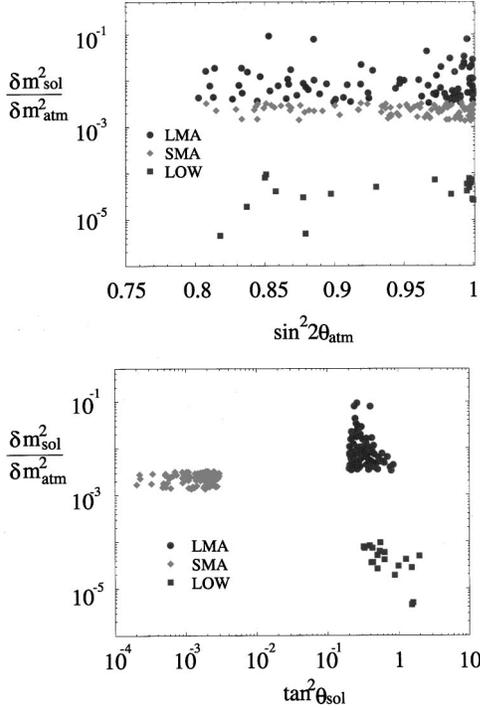 δm²sol
δm²atm
10⁻¹
10⁻³
10⁻⁵
LMA
SMA
LOW
0.75 0.8 0.85 0.9 0.95 1
sin²2θatm
δm²sol
δm²atm
10⁻¹
10⁻³
10⁻⁵
LMA
SMA
LOW
10⁻⁴ 10⁻³ 10⁻² 10⁻¹ 1 10
tan²θsol